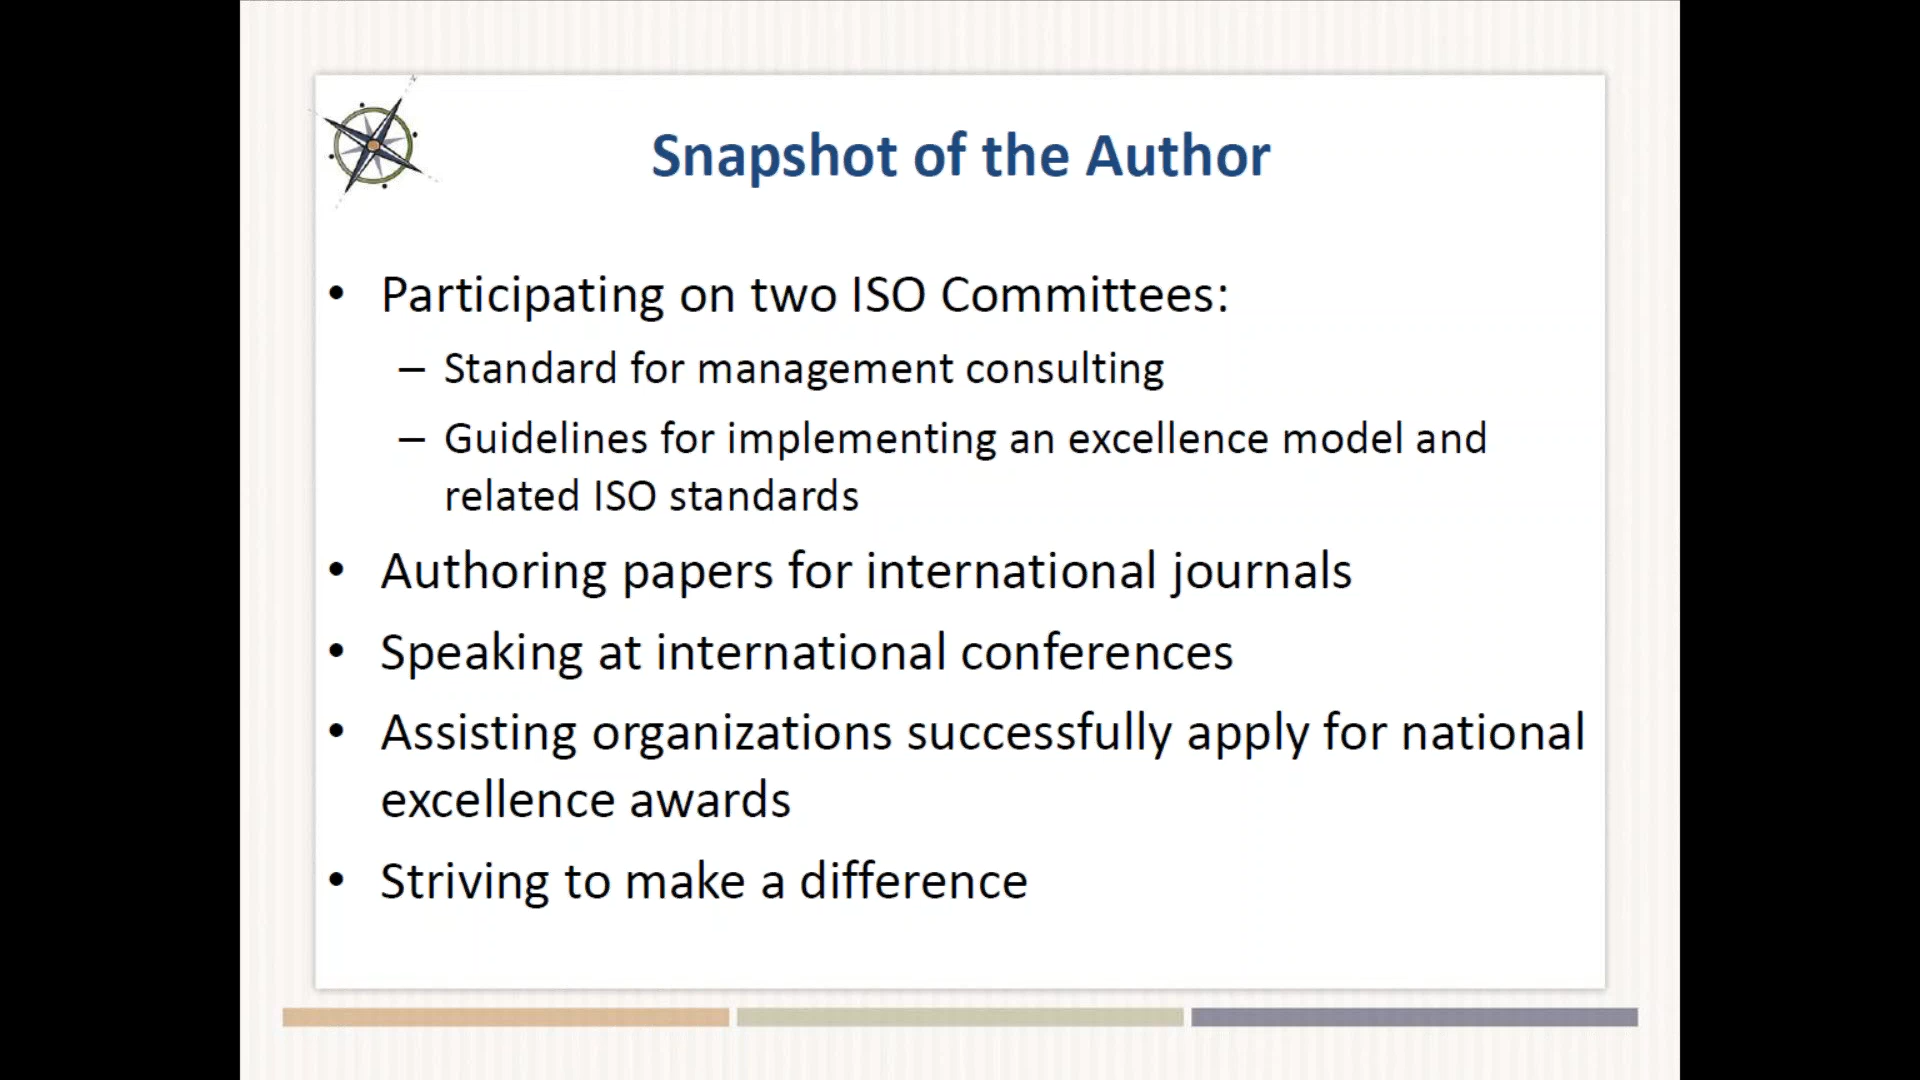 Snapshot of the Author
• Participating on two ISO Committees:
– Standard for management consulting
– Guidelines for implementing an excellence model and
related ISO standards
• Authoring papers for international journals
• Speaking at international conferences
• Assisting organizations successfully apply for national
excellence awards
• Striving to make a difference